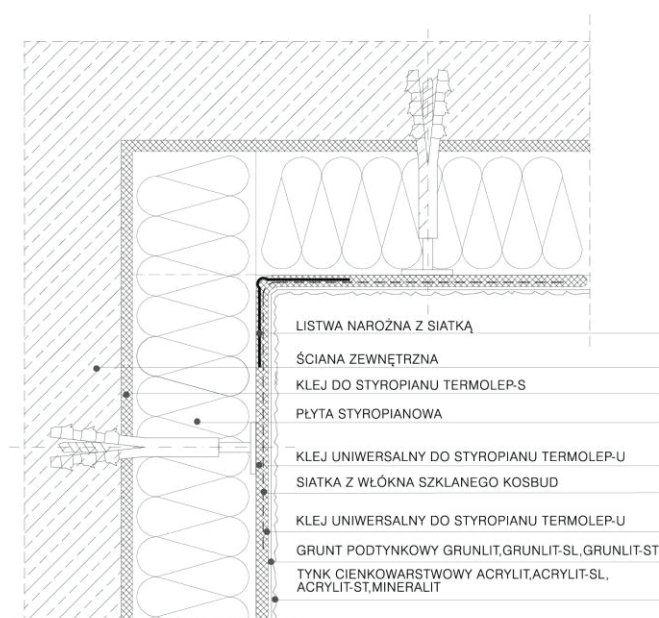 LISTWA NAROŻNA Z SIATKĄ
ŚCIANA ZEWNĘTRZNA
KLEJ DO STYROPIANU TERMOLEP-S
PŁYTA STYROPIANOWA
KLEJ UNIWERSALNY DO STYROPIANU TERMOLEP-U
SIATKA Z WŁÓKNA SZKLANEGO KOSBUD
KLEJ UNIWERSALNY DO STYROPIANU TERMOLEP-U
GRUNT PODTYNKOWY GRUNLIT,GRUNLIT-SL,GRUNLIT-ST
TYNK CIENKOWARSTWOWY ACRYLIT,ACRYLIT-SL,
ACRYLIT-ST,MINERALIT